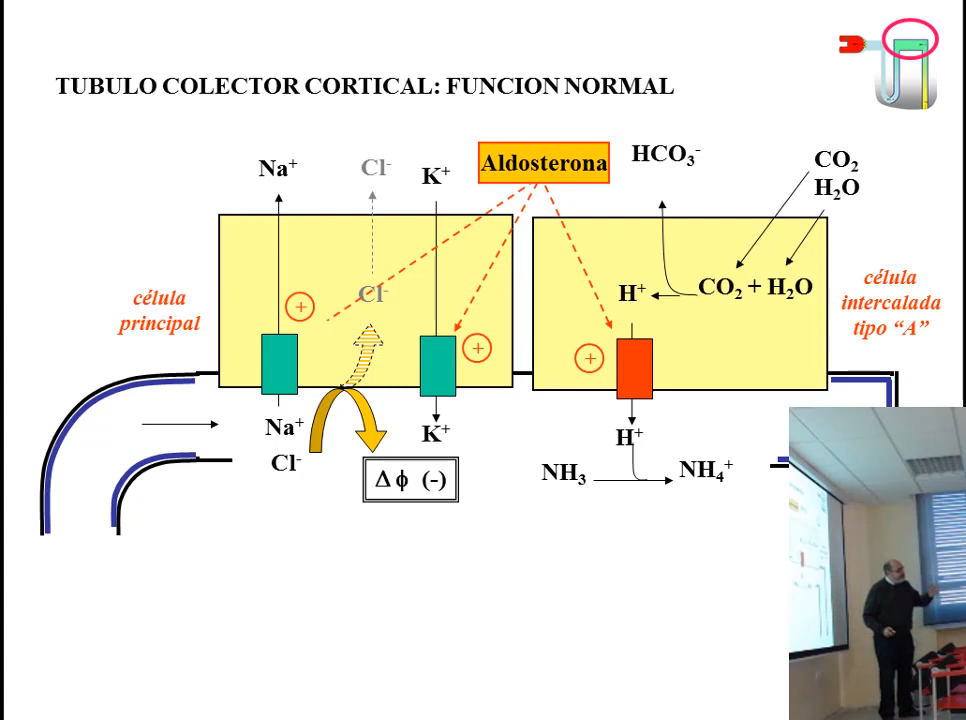 TUBULO COLECTOR CORTICAL: FUNCION NORMAL
Na⁺
Cl⁻
K⁺
Aldosterona
HCO₃⁻
CO₂
H₂O
célula
principal
+
Cl⁻
+
+
H⁺
CO₂ + H₂O
célula
intercalada
tipo “A”
Na⁺
Cl⁻
K⁺
Δ ϕ (-)
H⁺
NH₃
NH₄⁺